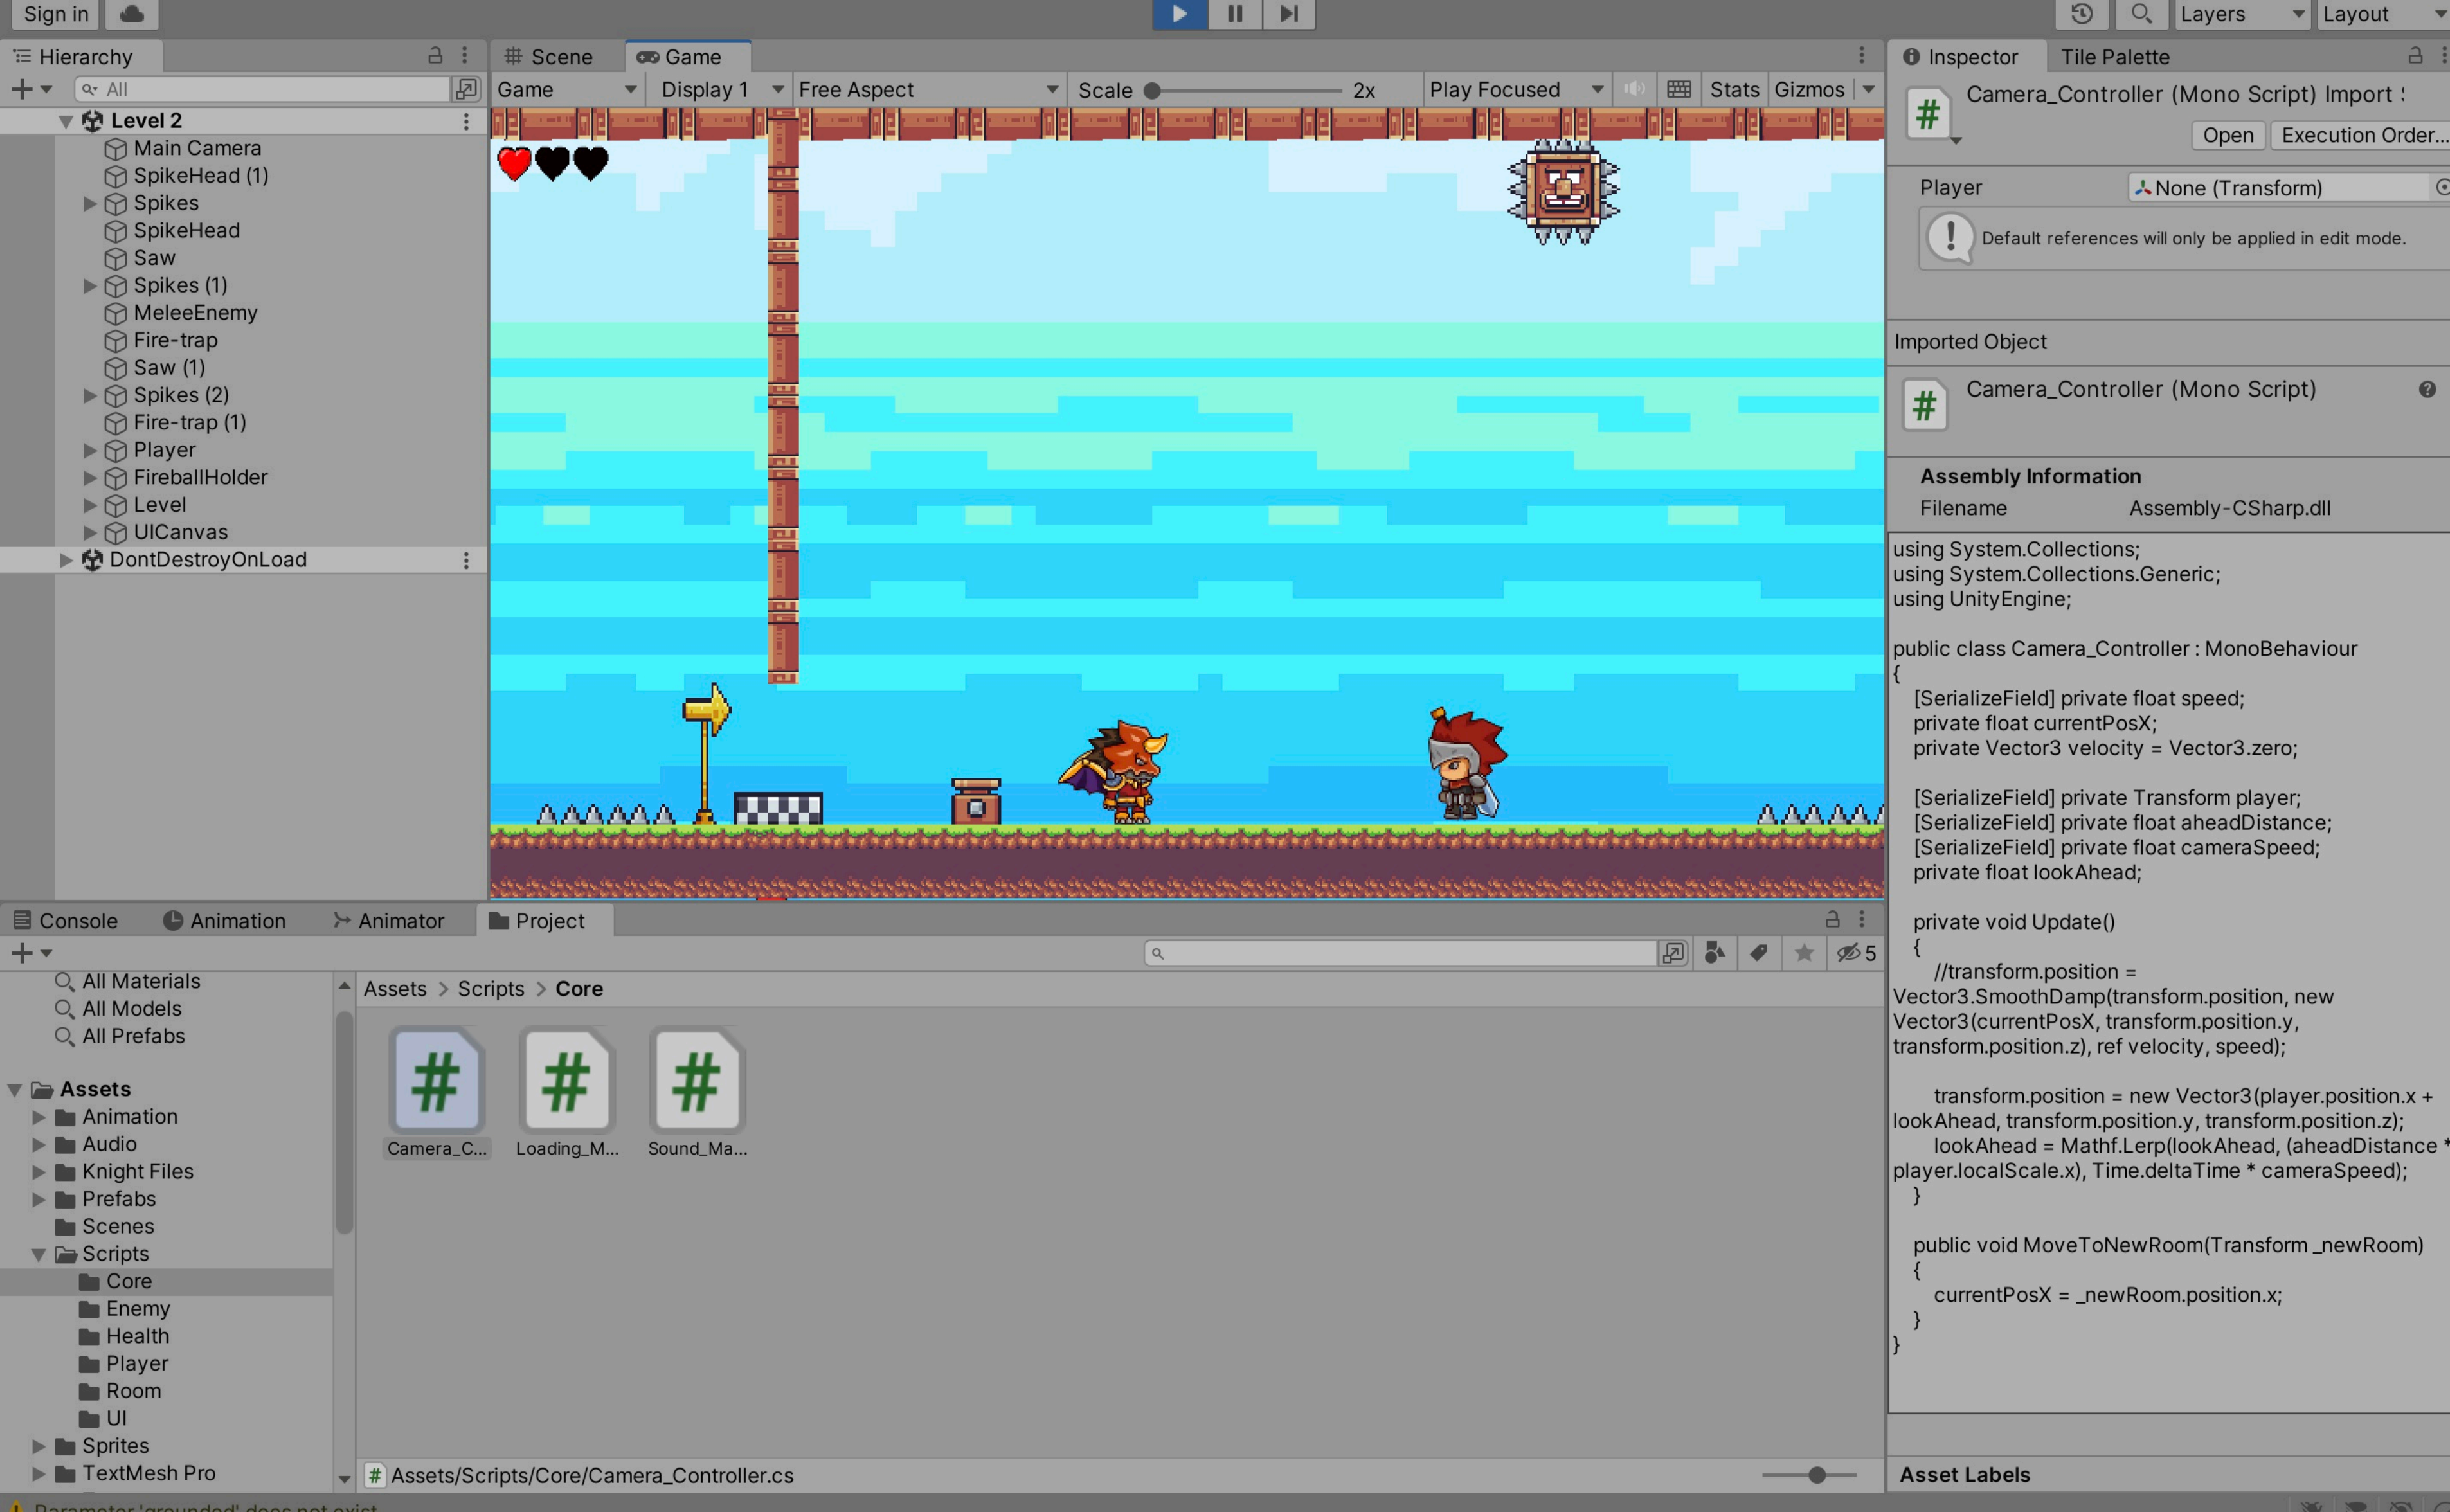 Sign in
Layers
Layout
Hierarchy
All
Level 2
Main Camera
SpikeHead (1)
Spikes
SpikeHead
Saw
Spikes (1)
MeleeEnemy
Fire-trap
Saw (1)
Spikes (2)
Fire-trap (1)
Player
FireballHolder
Level
UICanvas
DontDestroyOnLoad
Scene
Game
Game
Display 1
Free Aspect
Scale
2x
Play Focused
Stats
Gizmos
Inspector
Tile Palette
Camera_Controller (Mono Script) Import
Open
Execution Order...
Player
None (Transform)
Default references will only be applied in edit mode.
Imported Object
Camera_Controller (Mono Script)
Assembly Information
Filename Assembly-CSharp.dll
using System.Collections;
using System.Collections.Generic;
using UnityEngine;
public class Camera_Controller : MonoBehaviour
{
[SerializeField] private float speed;
private float currentPosX;
private Vector3 velocity = Vector3.zero;
[SerializeField] private Transform player;
[SerializeField] private float aheadDistance;
[SerializeField] private float cameraSpeed;
private float lookAhead;
private void Update()
{
//transform.position =
Vector3.SmoothDamp(transform.position, new
Vector3(currentPosX, transform.position.y,
transform.position.z), ref velocity, speed);
transform.position = new Vector3(player.position.x +
lookAhead, transform.position.y, transform.position.z);
lookAhead = Mathf.Lerp(lookAhead, (aheadDistance *
player.localScale.x), Time.deltaTime * cameraSpeed);
}
public void MoveToNewRoom(Transform _newRoom)
{
currentPosX = _newRoom.position.x;
}
}
Asset Labels
Console
Animation
Animator
Project
5
All Materials
All Models
All Prefabs
Assets
Animation
Audio
Knight Files
Prefabs
Scenes
Scripts
Core
Enemy
Health
Player
Room
UI
Sprites
TextMesh Pro
Assets > Scripts > Core
Camera_C...
Loading_M...
Sound_Ma...
Assets/Scripts/Core/Camera_Controller.cs
Parameter 'grounded' does not exist